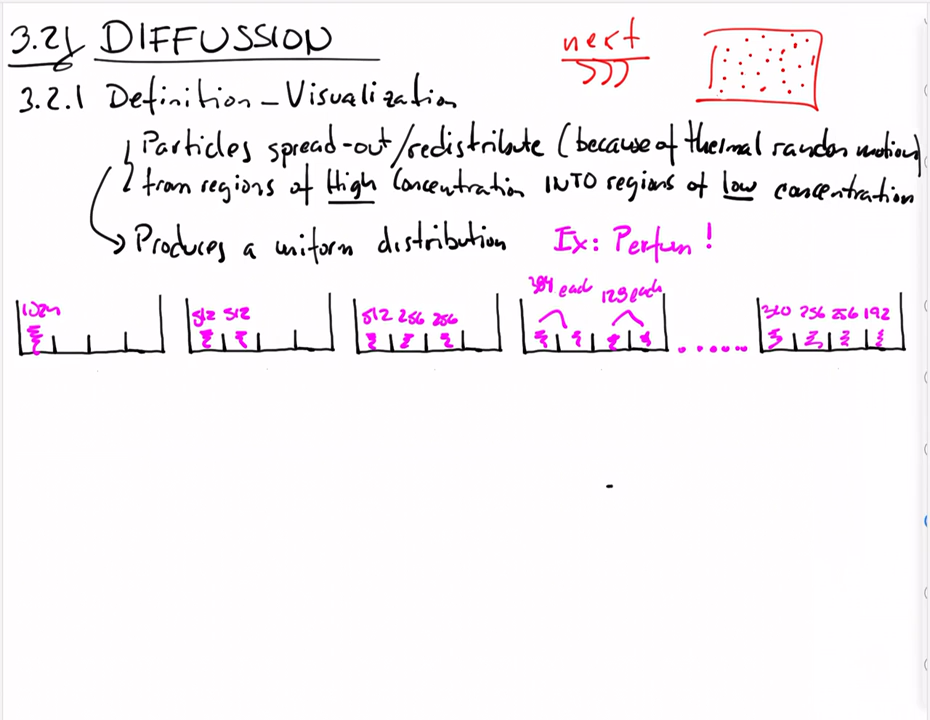 3.2 DIFFUSSION
next
3.2.1 Definition - Visualization
Particles spread-out/redistribute (because of thermal random motion)
from regions of High Concentration INTO regions of low concentration
Produces a uniform distribution Ex: Perfum!
1024
512 512
512 256 256
384 each 128 each
320 256 256 192